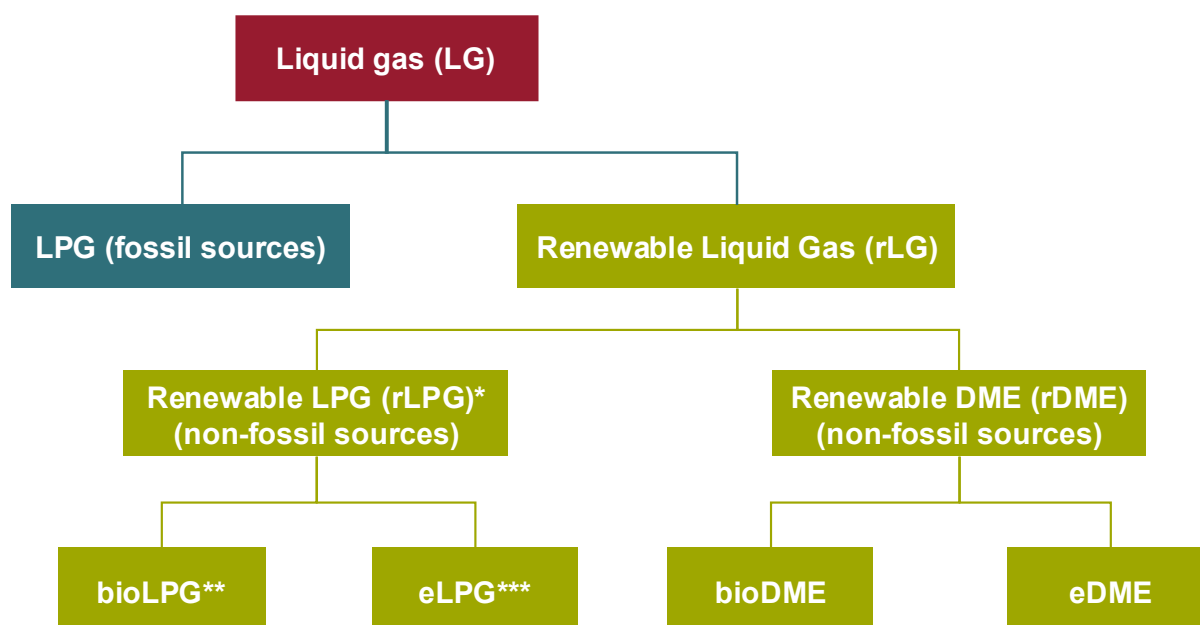 Liquid gas (LG)
LPG (fossil sources)
Renewable Liquid Gas (rLG)
Renewable LPG (rLPG)*
(non-fossil sources)
Renewable DME (rDME)
(non-fossil sources)
bioLPG**
eLPG***
bioDME
eDME